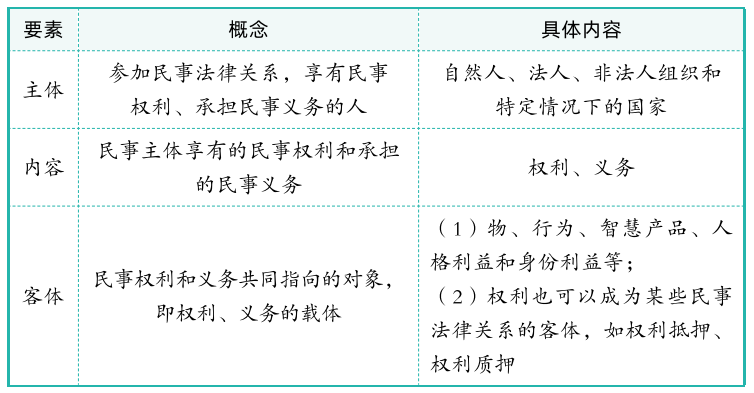 要素 概念 具体内容
主体 参加民事法律关系，享有民事
权利、承担民事义务的人 自然人、法人、非法人组织和
特定情况下的国家
内容 民事主体享有的民事权利和承担
的民事义务 权利、义务
客体 民事权利和义务共同指向的对象，
即权利、义务的载体 （1）物、行为、智慧产品、人
格利益和身份利益等；
（2）权利也可以成为某些民事
法律关系的客体，如权利抵押、
权利质押